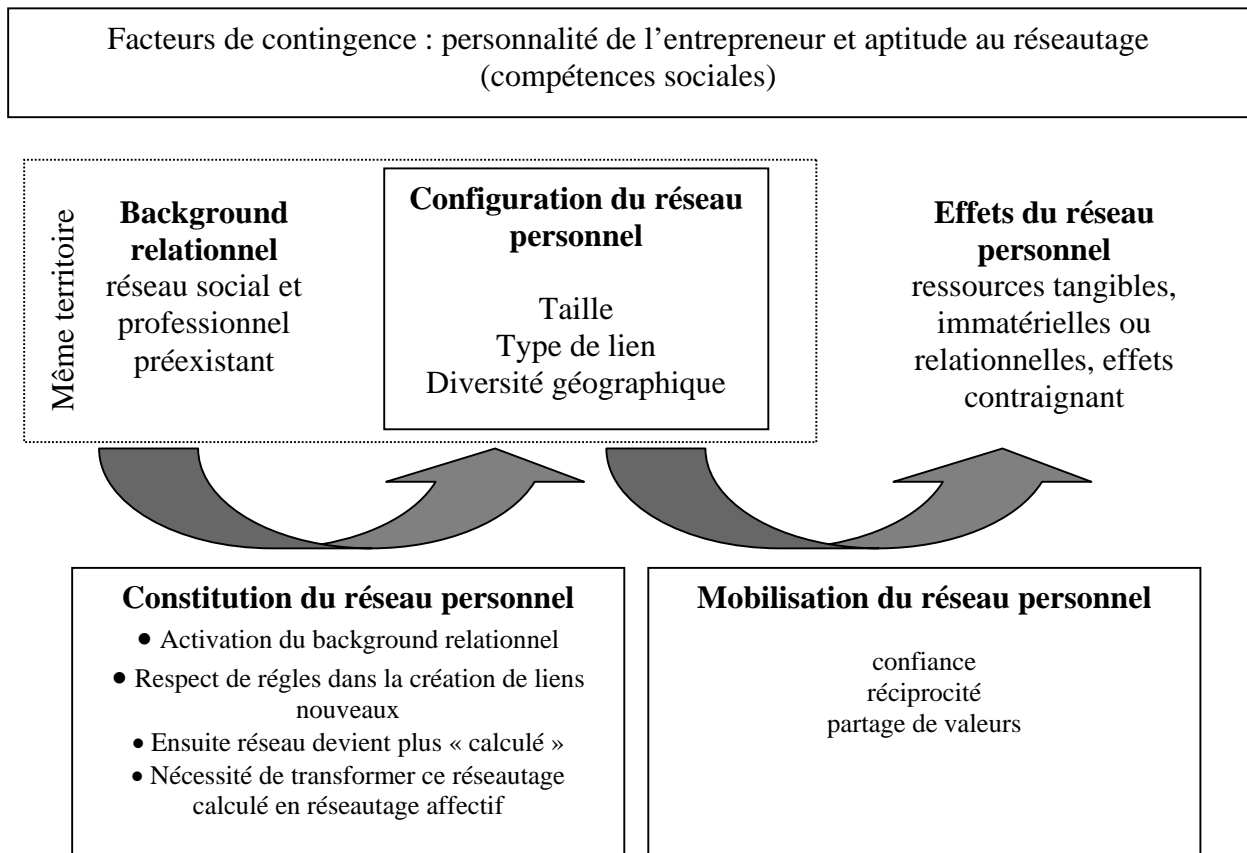 Facteurs de contingence : personnalité de l’entrepreneur et aptitude au réseautage
(compétences sociales)
Même territoire
Background
relationnel
réseau social et
professionnel
préexistant
Configuration du réseau
personnel
Taille
Type de lien
Diversité géographique
Effets du réseau
personnel
ressources tangibles,
immatérielles ou
relationnelles, effets
contraignant
Constitution du réseau personnel
• Activation du background relationnel
• Respect de régles dans la création de liens
nouveaux
• Ensuite réseau devient plus « calculé »
• Nécessité de transformer ce réseautage
calculé en réseautage affectif
Mobilisation du réseau personnel
confiance
réciprocité
partage de valeurs